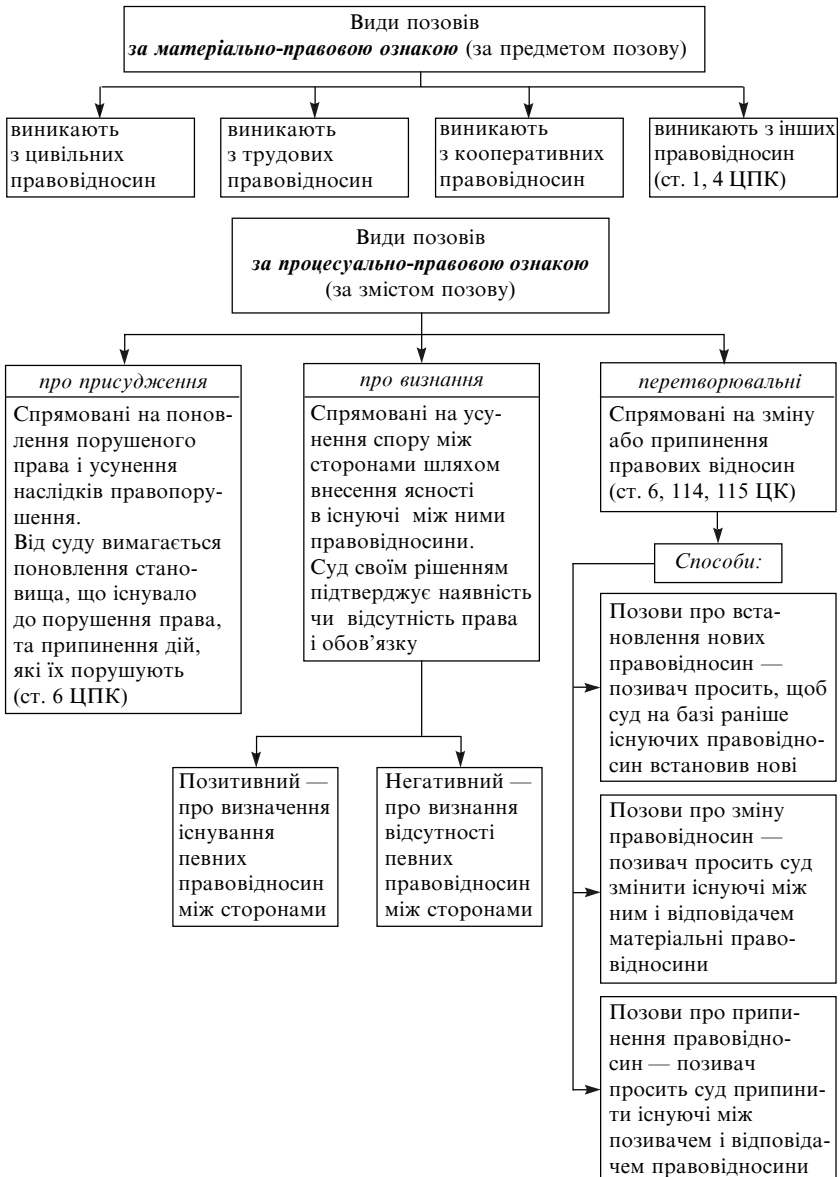 Види позовів
за матеріально-правовою ознакою (за предметом позову)
виникають
з цивільних
правовідносин
виникають
з трудових
правовідносин
виникають
з кооперативних
правовідносин
виникають з інших
правовідносин
(ст. 1, 4 ЦПК)
Види позовів
за процесуально-правовою ознакою
(за змістом позову)
про присудження
Спрямовані на понов-
лення порушеного
права і усунення
наслідків правопору-
шення.
Від суду вимагається
поновлення стано-
вища, що існувало
до порушення права,
та припинення дій,
які їх порушують
(ст. 6 ЦПК)
про визнання
Спрямовані на усу-
нення спору між
сторонами шляхом
внесення ясності
в існуючі між ними
правовідносини.
Суд своїм рішенням
підтверджує наявність
чи відсутність права
і обов’язку
Позитивний —
про визначення
існування
певних
правовідносин
між сторонами
Негативний —
про визнання
відсутності
певних
правовідносин
між сторонами
перетворювальні
Спрямовані на зміну
або припинення
правових відносин
(ст. 6, 114, 115 ЦК)
Способи:
Позови про вста-
новлення нових
правовідносин —
позивач просить, щоб
суд на базі раніше
існуючих правовідно-
син встановив нові
Позови про зміну
правовідносин —
позивач просить суд
змінити існуючі між
ним і відповідачем
матеріальні право-
відносини
Позови про припи-
нення правовідно-
син — позивач
просить суд припини-
ти існуючі між
позивачем і відповіда-
чем правовідносини